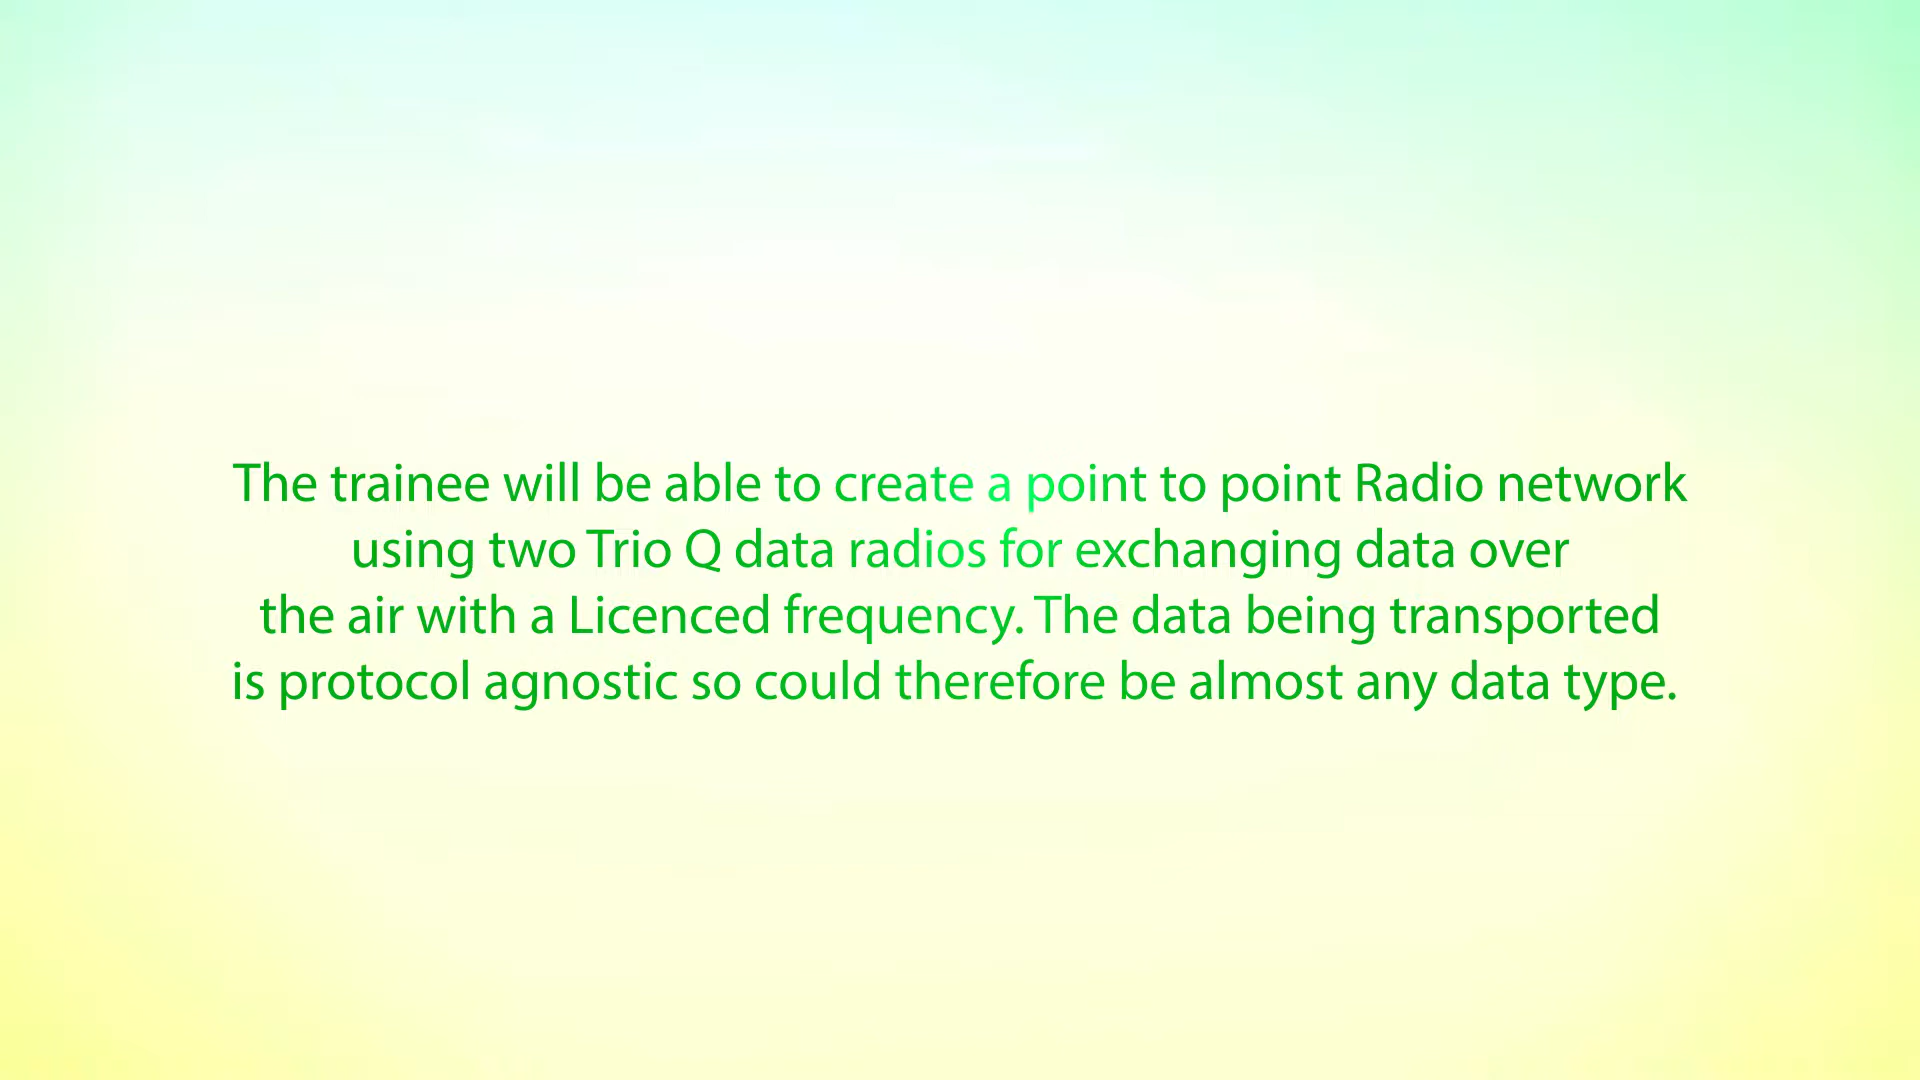 The trainee will be able to create a point to point Radio network
using two Trio Q data radios for exchanging data over
the air with a Licenced frequency. The data being transported
is protocol agnostic so could therefore be almost any data type.